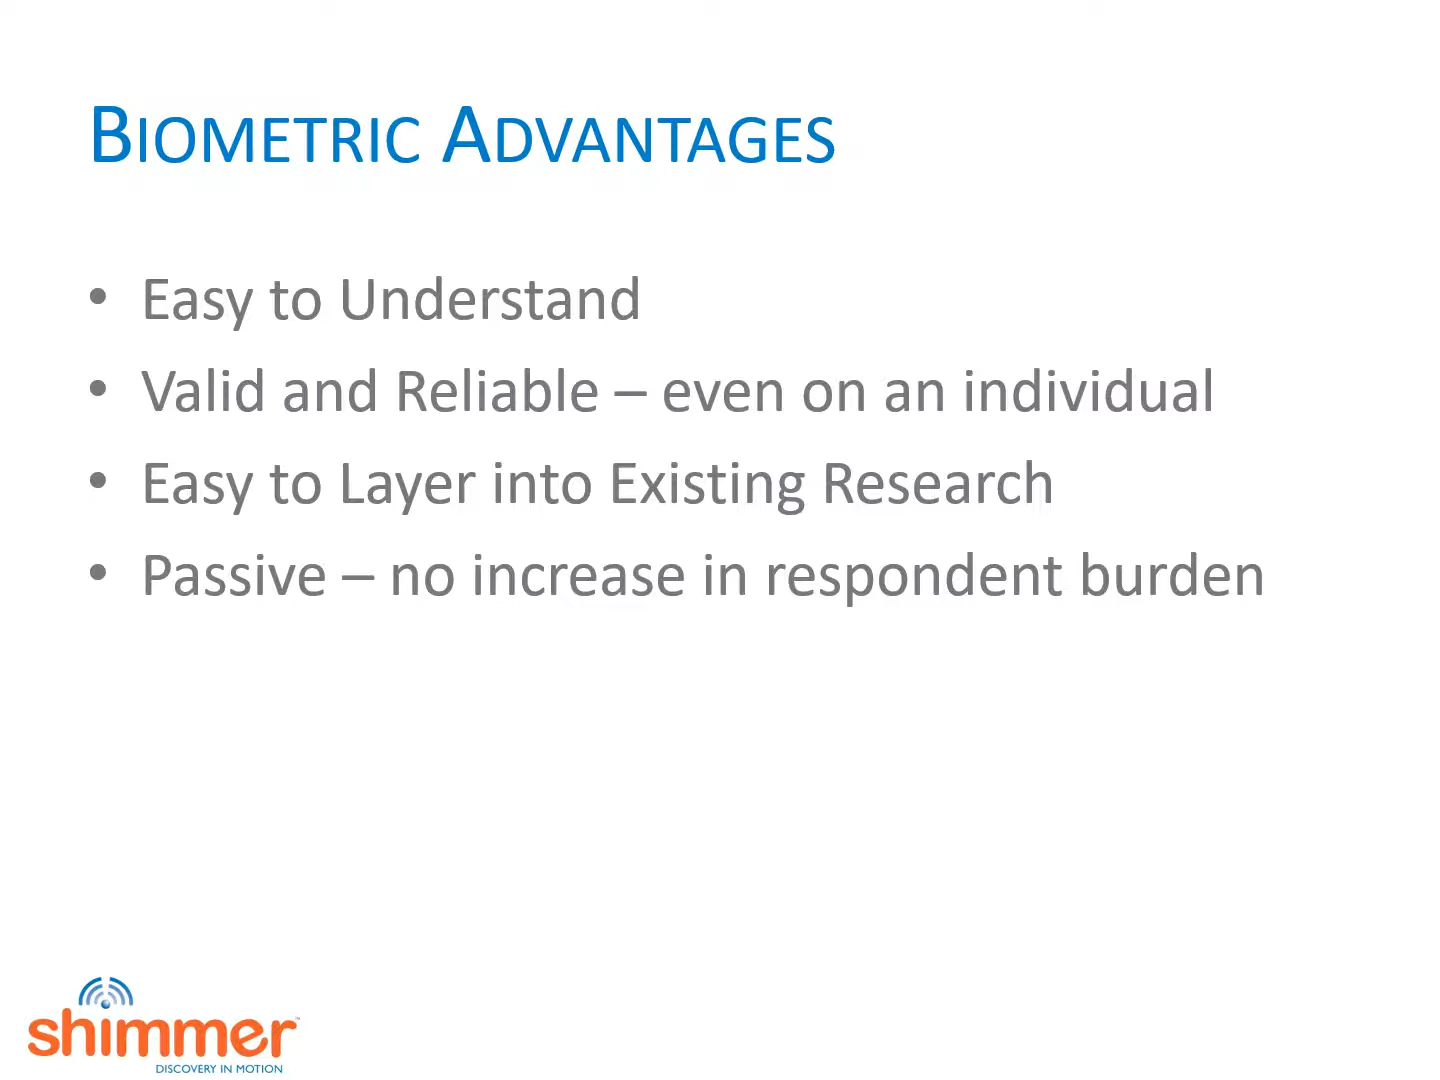 BIOMETRIC ADVANTAGES
• Easy to Understand
• Valid and Reliable – even on an individual
• Easy to Layer into Existing Research
• Passive – no increase in respondent burden
shimmer™
DISCOVERY IN MOTION